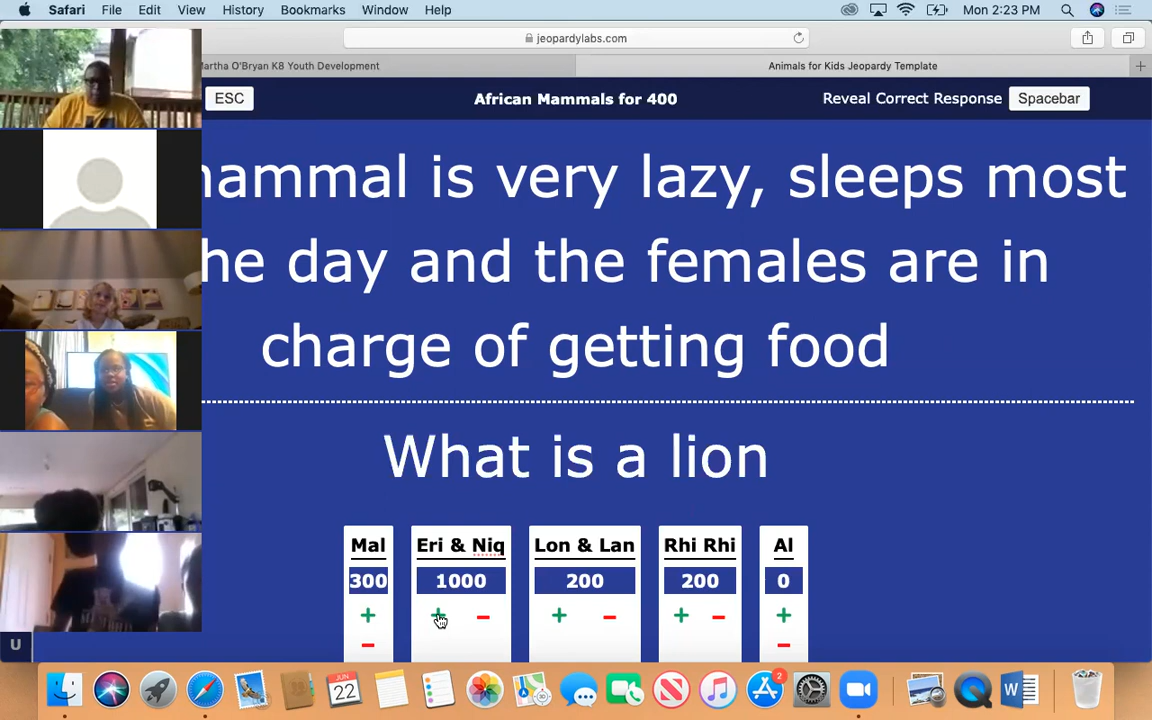 Safari File Edit View History Bookmarks Window Help Mon 2:23 PM
jeopardylabs.com
Martha O'Bryan K8 Youth Development Animals for Kids Jeopardy Template
ESC African Mammals for 400 Reveal Correct Response Spacebar
mammal is very lazy, sleeps most
he day and the females are in
charge of getting food
What is a lion
Mal Eri & Niq Lon & Lan Rhi Rhi Al
300 1000 200 200 0
+ + − + − + − +
−
U
JUN
22
2
W